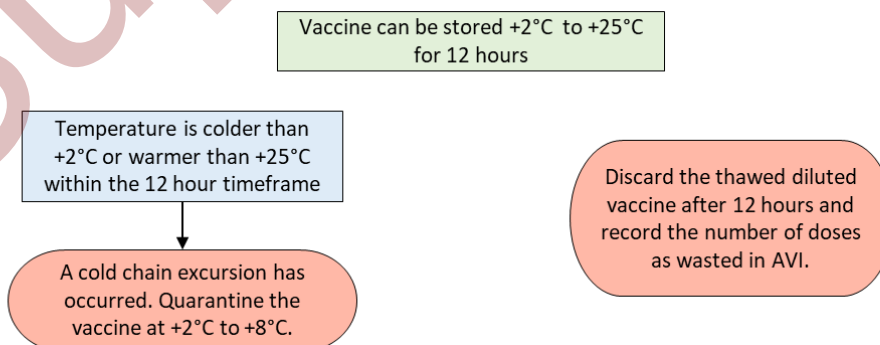 Vaccine can be stored +2°C to +25°C
for 12 hours
Temperature is colder than
+2°C or warmer than +25°C
within the 12 hour timeframe
A cold chain excursion has
occurred. Quarantine the
vaccine at +2°C to +8°C.
Discard the thawed diluted
vaccine after 12 hours and
record the number of doses
as wasted in AVI.